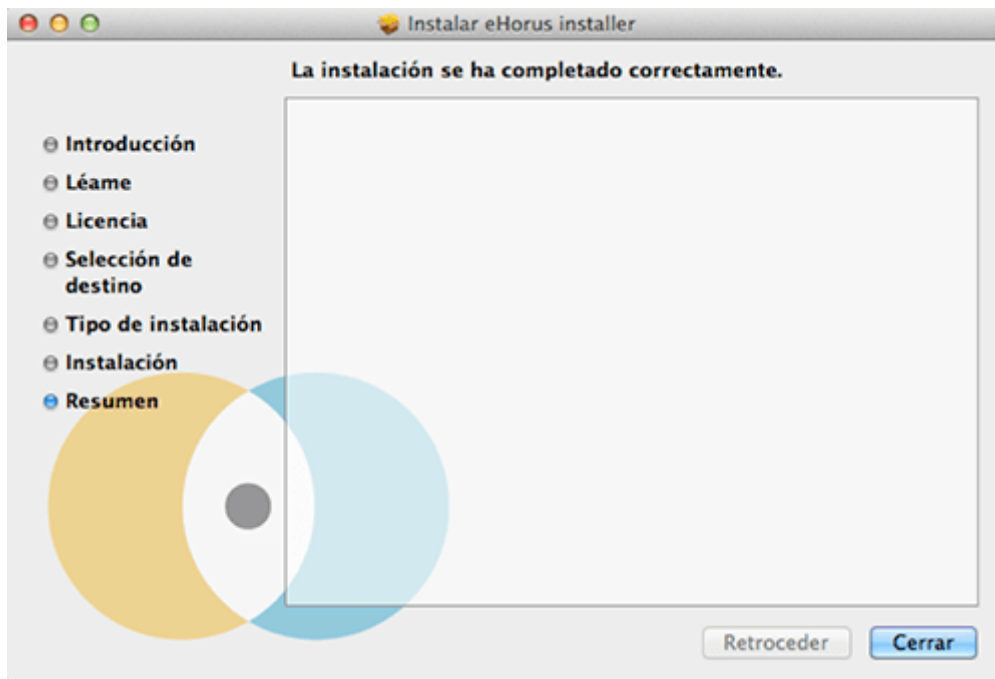 Instalar eHorus installer
La instalación se ha completado correctamente.
Introducción
Léame
Licencia
Selección de
destino
Tipo de instalación
Instalación
Resumen
Retroceder
Cerrar